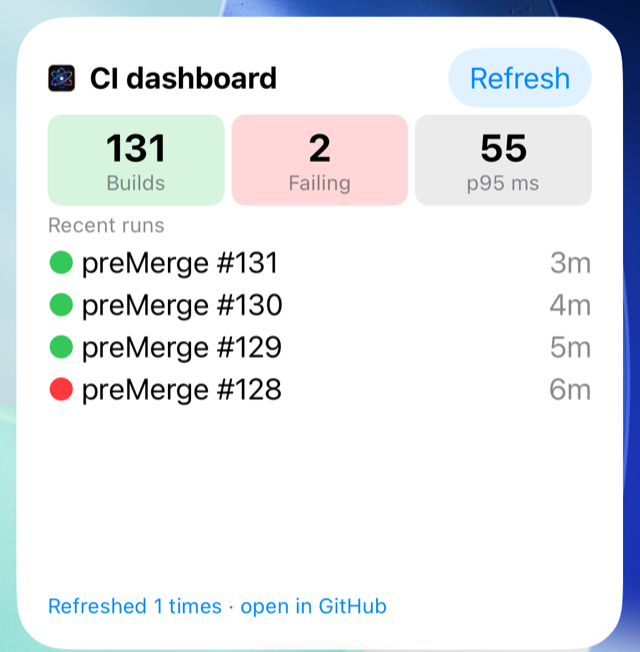 CI dashboard
Refresh
131
Builds
2
Failing
55
p95 ms
Recent runs
preMerge #131 3m
preMerge #130 4m
preMerge #129 5m
preMerge #128 6m
Refreshed 1 times · open in GitHub